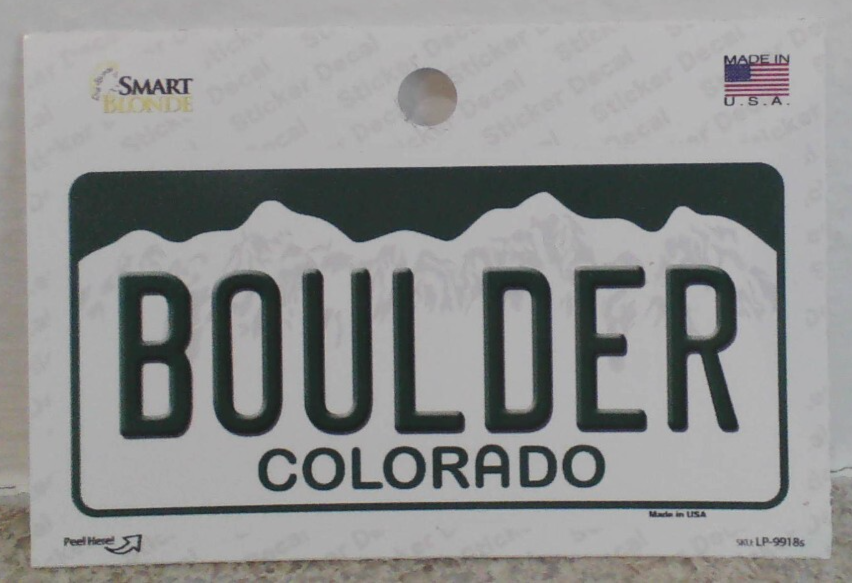 SMART
BLONDE
MADE IN
U.S.A.
BOULDER
COLORADO
Made in USA
Peel Here!
SKU: LP-9918s